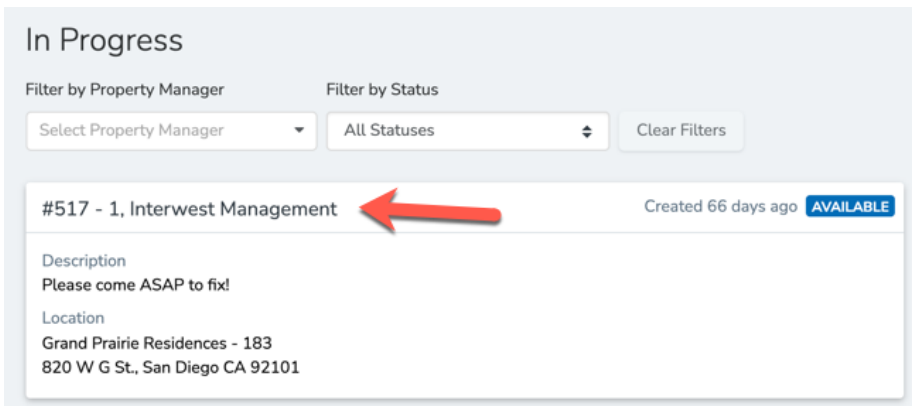 In Progress
Filter by Property Manager
Filter by Status
Select Property Manager
All Statuses
Clear Filters
#517 - 1, Interwest Management
Created 66 days ago
AVAILABLE
Description
Please come ASAP to fix!
Location
Grand Prairie Residences - 183
820 W G St., San Diego CA 92101